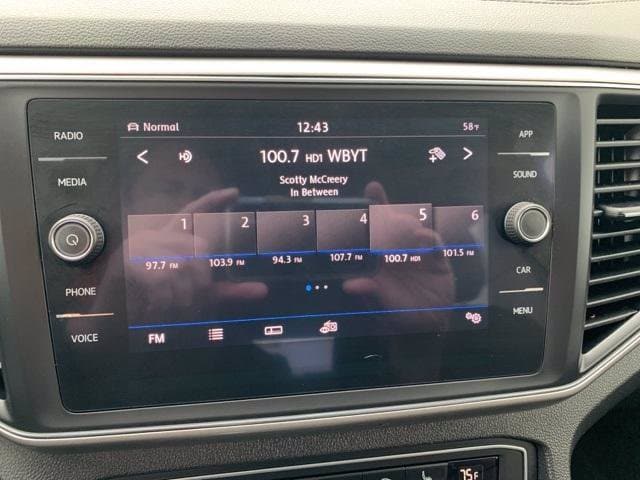 RADIO
MEDIA
PHONE
VOICE
Normal 12:43 58°F
100.7 HD1 WBYT
Scotty McCreery
In Between
1 2 3 4 5 6
97.7 FM 103.9 FM 94.3 FM 107.7 FM 100.7 HD1 101.5 FM
FM
APP
SOUND
CAR
MENU
75°F